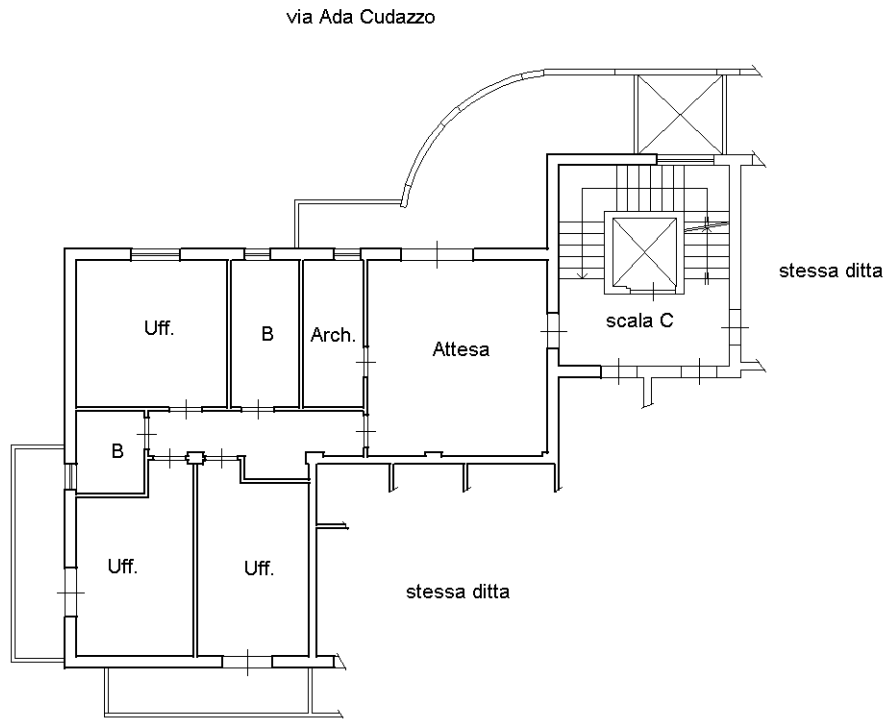 via Ada Cudazzo
stessa ditta
scala C
Uff.
B
Arch.
Attesa
B
Uff.
Uff.
stessa ditta